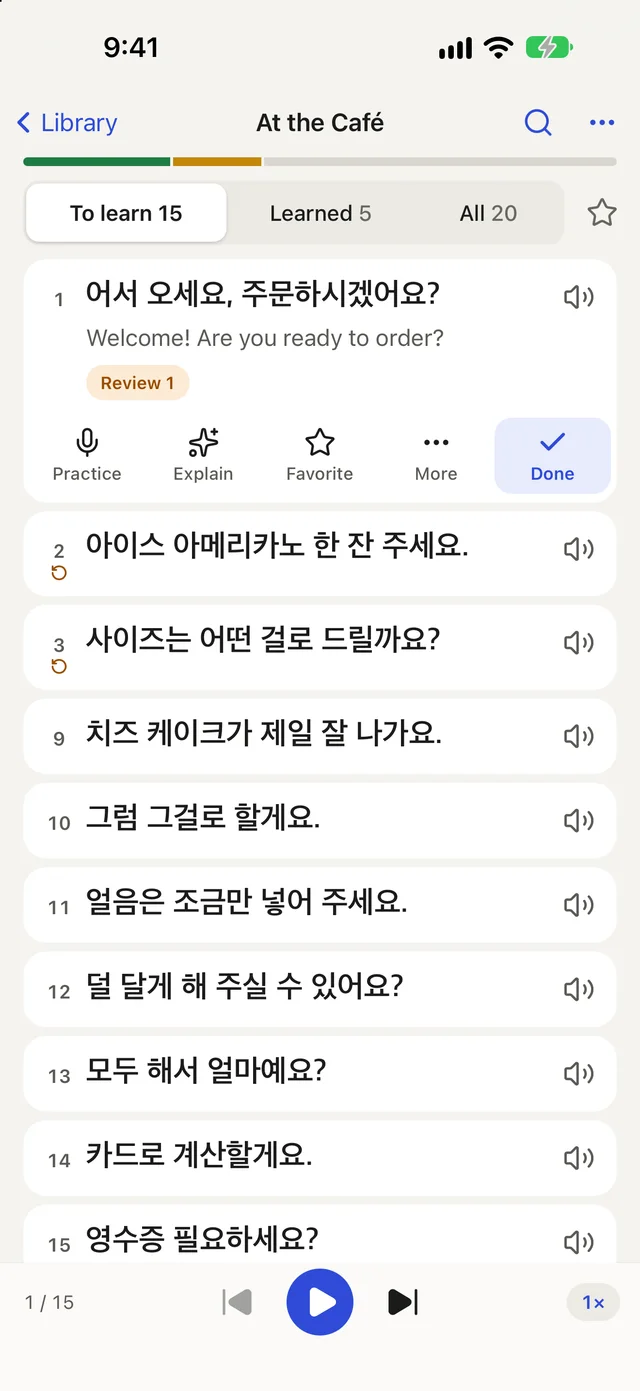 9:41
Library
At the Café
To learn 15
Learned 5
All 20
1
어서 오세요, 주문하시겠어요?
Welcome! Are you ready to order?
Review 1
Practice
Explain
Favorite
More
Done
2
아이스 아메리카노 한 잔 주세요.
3
사이즈는 어떤 걸로 드릴까요?
9
치즈 케이크가 제일 잘 나가요.
10
그럼 그걸로 할게요.
11
얼음은 조금만 넣어 주세요.
12
덜 달게 해 주실 수 있어요?
13
모두 해서 얼마예요?
14
카드로 계산할게요.
15
영수증 필요하세요?
1 / 15
1×